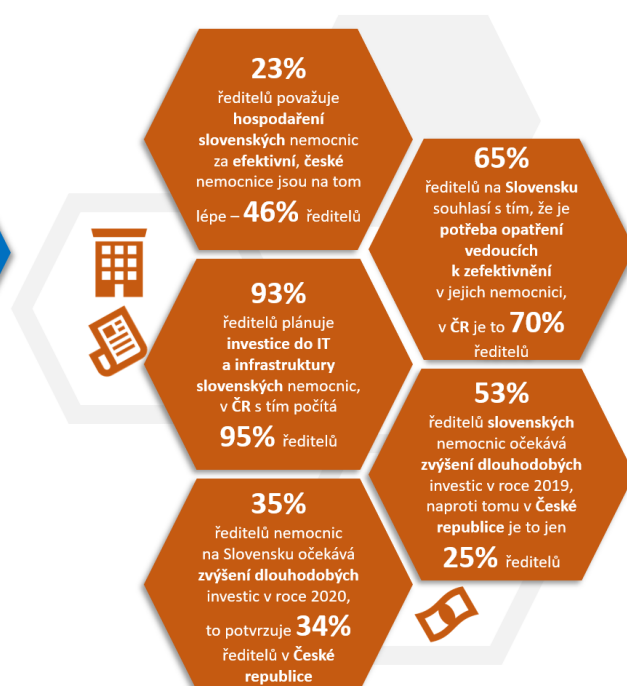 23%
ředitelů považuje
hospodaření
slovenských nemocnic
za efektivní, české
nemocnice jsou na tom
lépe – 46% ředitelů
65%
ředitelů na Slovensku
souhlasí s tím, že je
potřeba opatření
vedoucích
k zefektivnění
v jejich nemocnici,
v ČR je to 70%
ředitelů
93%
ředitelů plánuje
investice do IT
a infrastruktury
slovenských nemocnic,
v ČR s tím počítá
95% ředitelů
53%
ředitelů slovenských
nemocnic očekává
zvýšení dlouhodobých
investic v roce 2019,
naproti tomu v České
republice je to jen
25% ředitelů
35%
ředitelů nemocnic
na Slovensku očekává
zvýšení dlouhodobých
investic v roce 2020,
to potvrzuje 34%
ředitelů v České
republice